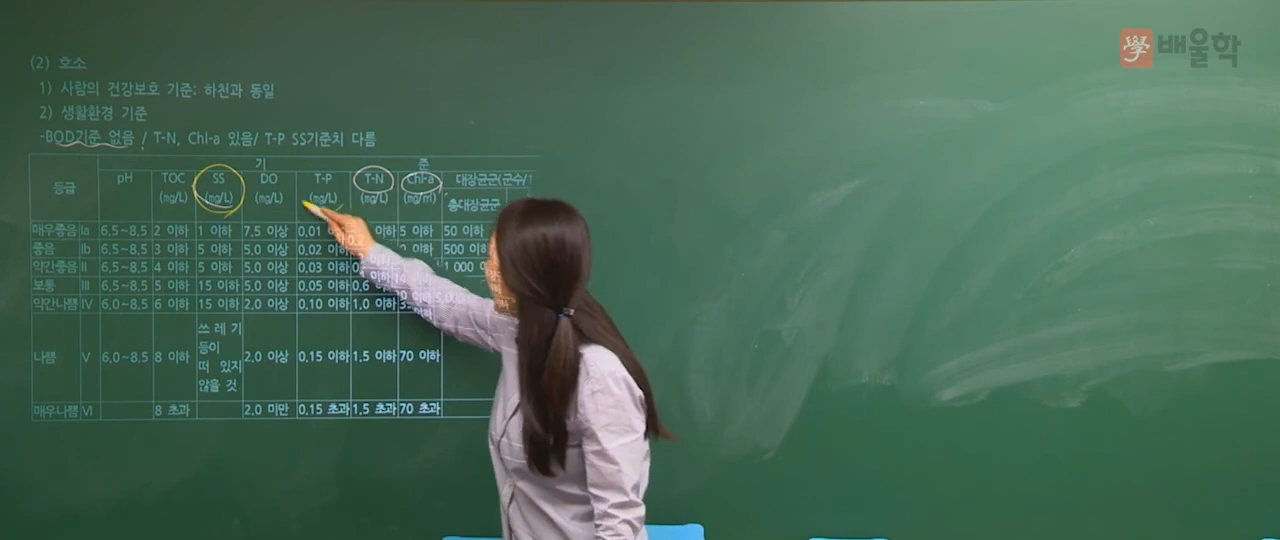 學 배울학
(2) 호소
1) 사람의 건강보호 기준: 하천과 동일
2) 생활환경 기준
-BOD기준 없음 / T-N, Chl-a 있음/ T-P SS기준치 다름
등급 기 준
pH TOC (mg/L) SS (mg/L) DO (mg/L) T-P (mg/L) T-N (mg/L) Chl-a (mg/㎥) 대장균군(군수/
총대장균군
매우좋음 Ia 6.5~8.5 2 이하 1 이하 7.5 이상 0.01 이하 5 이하 50 이하
좋음 Ib 6.5~8.5 3 이하 5 이하 5.0 이상 0.02 이하 이하 500 이하
약간좋음 II 6.5~8.5 4 이하 5 이하 5.0 이상 0.03 이하 이하 1 000
보통 III 6.5~8.5 5 이하 15 이하 5.0 이상 0.05 이하 0.6 이하
약간나쁨 IV 6.0~8.5 6 이하 15 이하 2.0 이상 0.10 이하 1.0 이하 5,000
나쁨 V 6.0~8.5 8 이하 쓰레기 등이 떠 있지 않을 것 2.0 이상 0.15 이하 1.5 이하 70 이하
매우나쁨 VI 8 초과 2.0 미만 0.15 초과 1.5 초과 70 초과